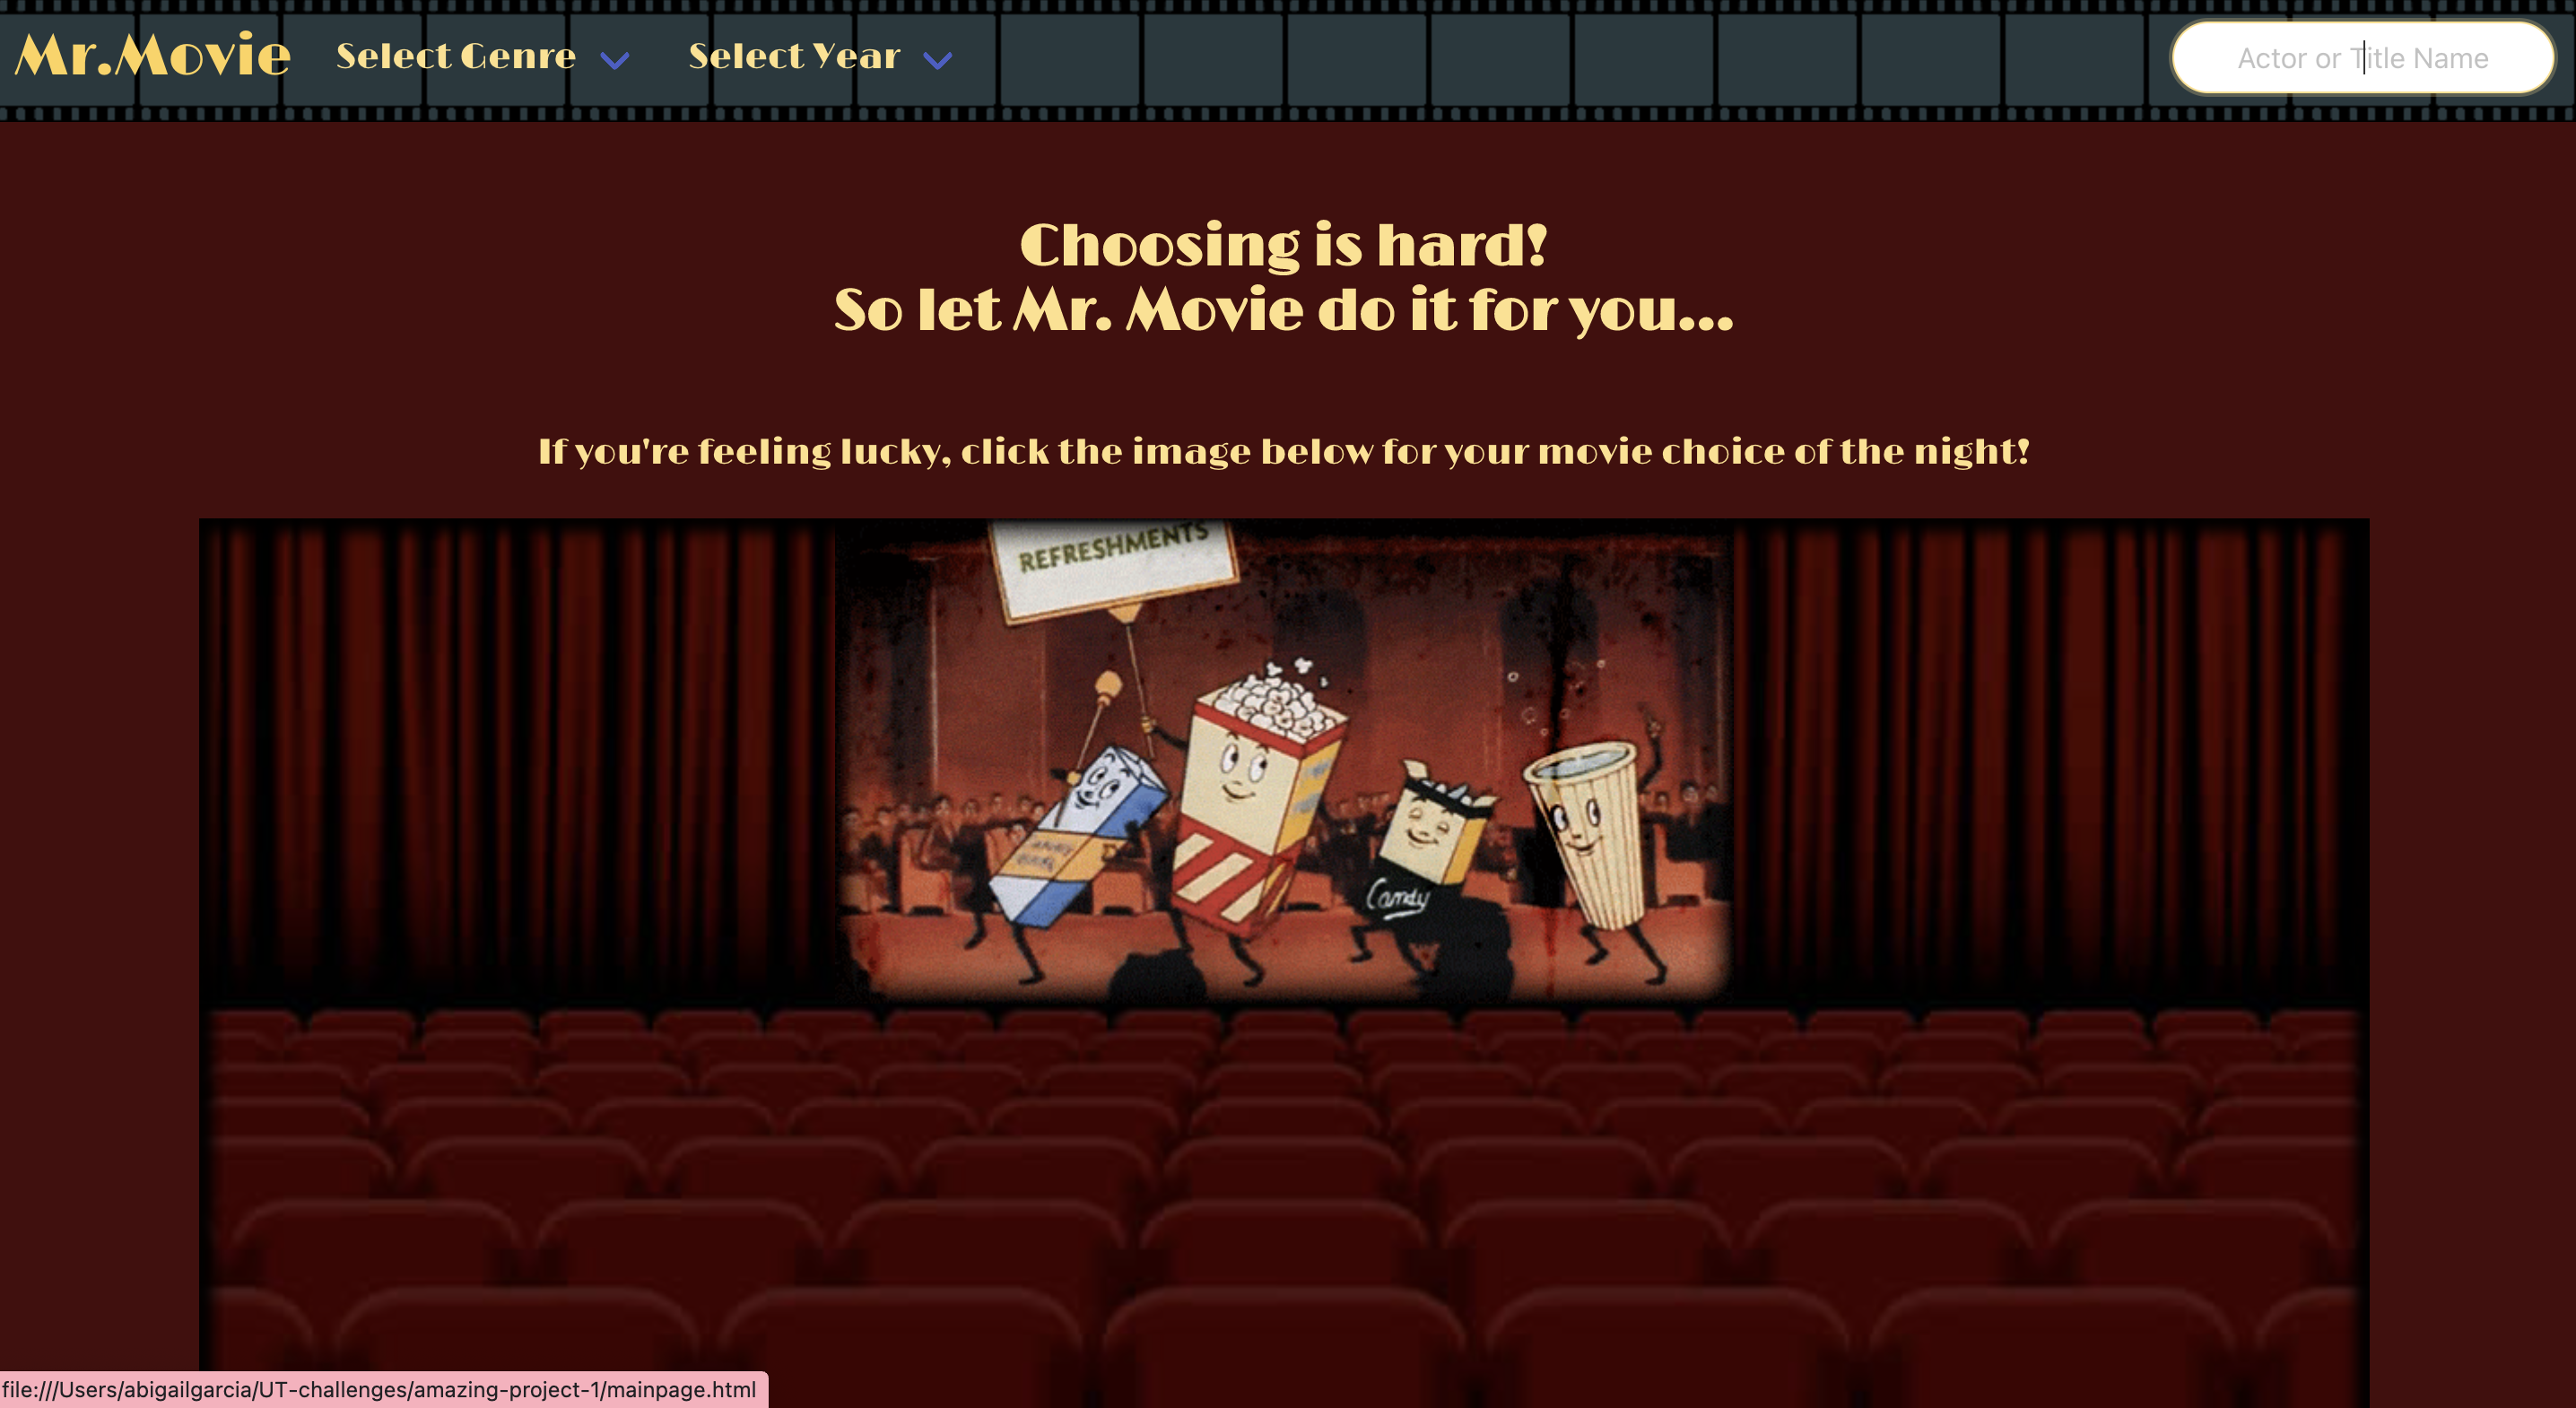 Mr.Movie
Select Genre
Select Year
Actor or Title Name
Choosing is hard!
So let Mr. Movie do it for you...
If you're feeling lucky, click the image below for your movie choice of the night!
REFRESHMENTS
Candy
file:///Users/abigailgarcia/UT-challenges/amazing-project-1/mainpage.html